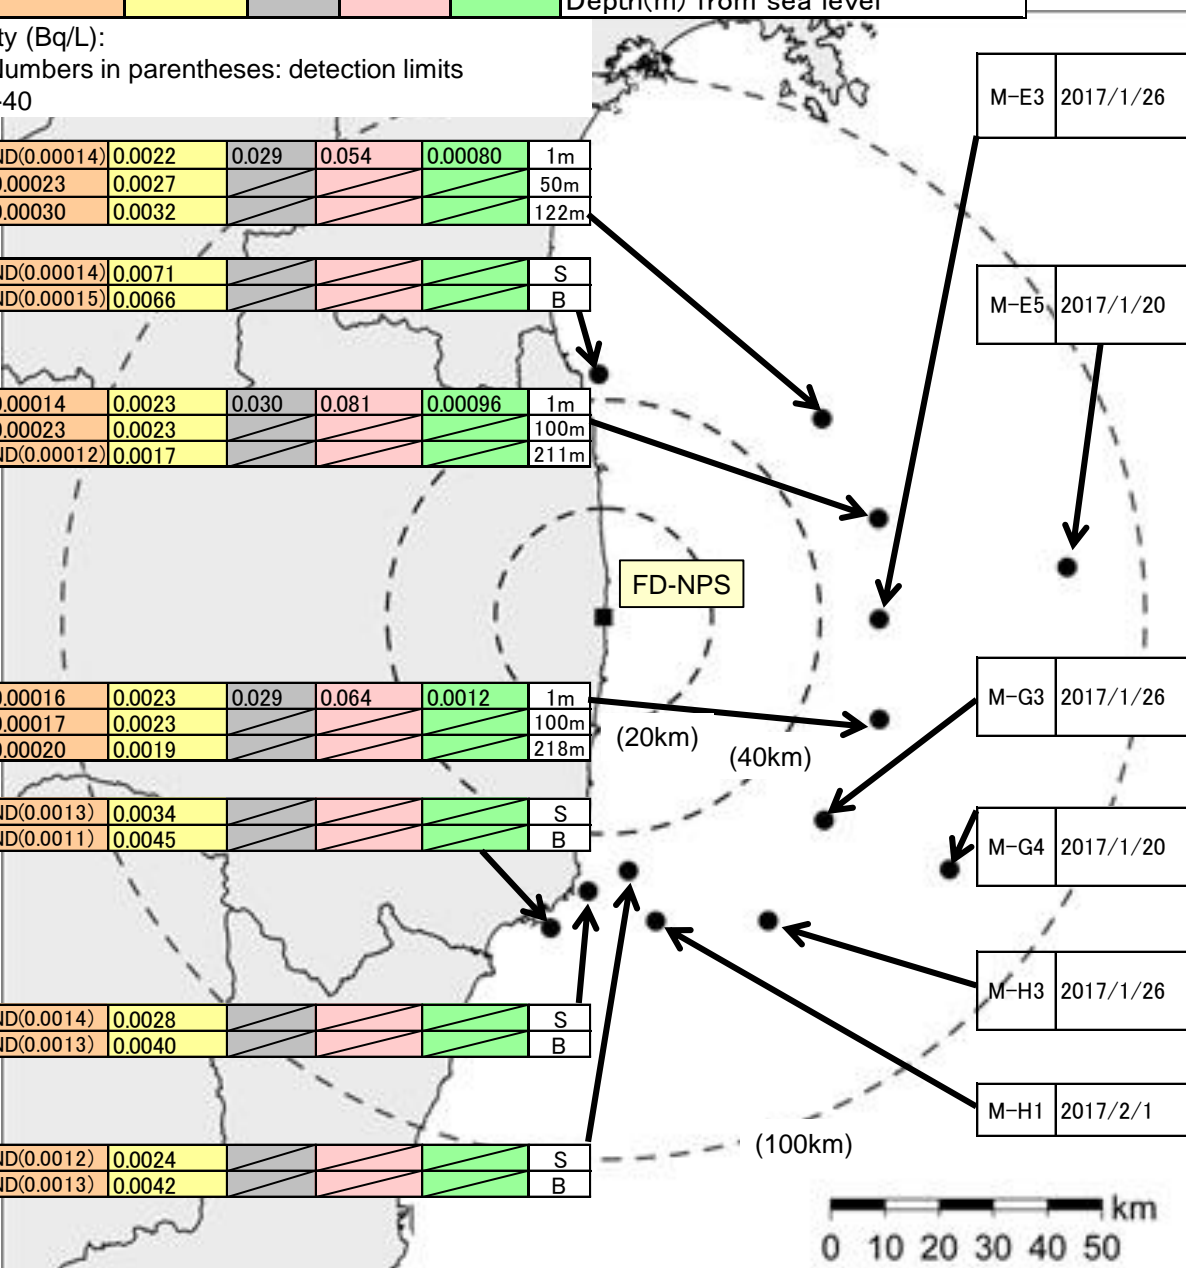 Depth(m) from sea level
ty (Bq/L):
Numbers in parentheses: detection limits
-40
M-E3 2017/1/26
ND(0.00014) 0.0022 0.029 0.054 0.00080 1m
0.00023 0.0027 50m
0.00030 0.0032 122m
ND(0.00014) 0.0071 S
ND(0.00015) 0.0066 B
M-E5 2017/1/20
0.00014 0.0023 0.030 0.081 0.00096 1m
0.00023 0.0023 100m
ND(0.00012) 0.0017 211m
FD-NPS
0.00016 0.0023 0.029 0.064 0.0012 1m
0.00017 0.0023 100m
0.00020 0.0019 218m
M-G3 2017/1/26
(20km)
(40km)
ND(0.0013) 0.0034 S
ND(0.0011) 0.0045 B
M-G4 2017/1/20
M-H3 2017/1/26
ND(0.0014) 0.0028 S
ND(0.0013) 0.0040 B
M-H1 2017/2/1
(100km)
ND(0.0012) 0.0024 S
ND(0.0013) 0.0042 B
km
0 10 20 30 40 50